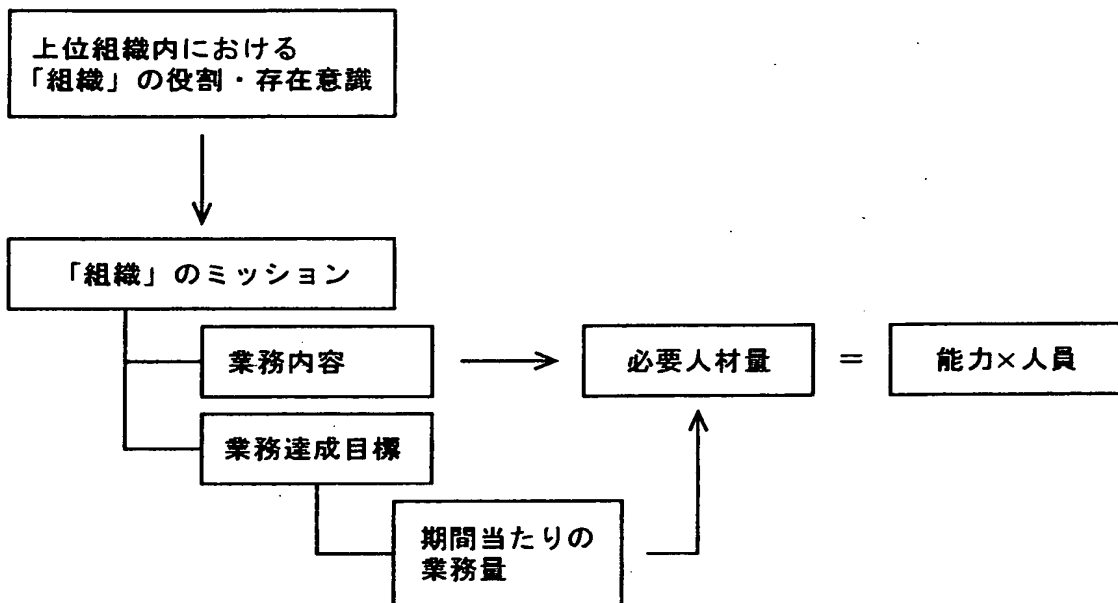 上位組織内における
「組織」の役割・存在意識
「組織」のミッション
業務内容
必要人材量
=
能力×人員
業務達成目標
期間当たりの
業務量